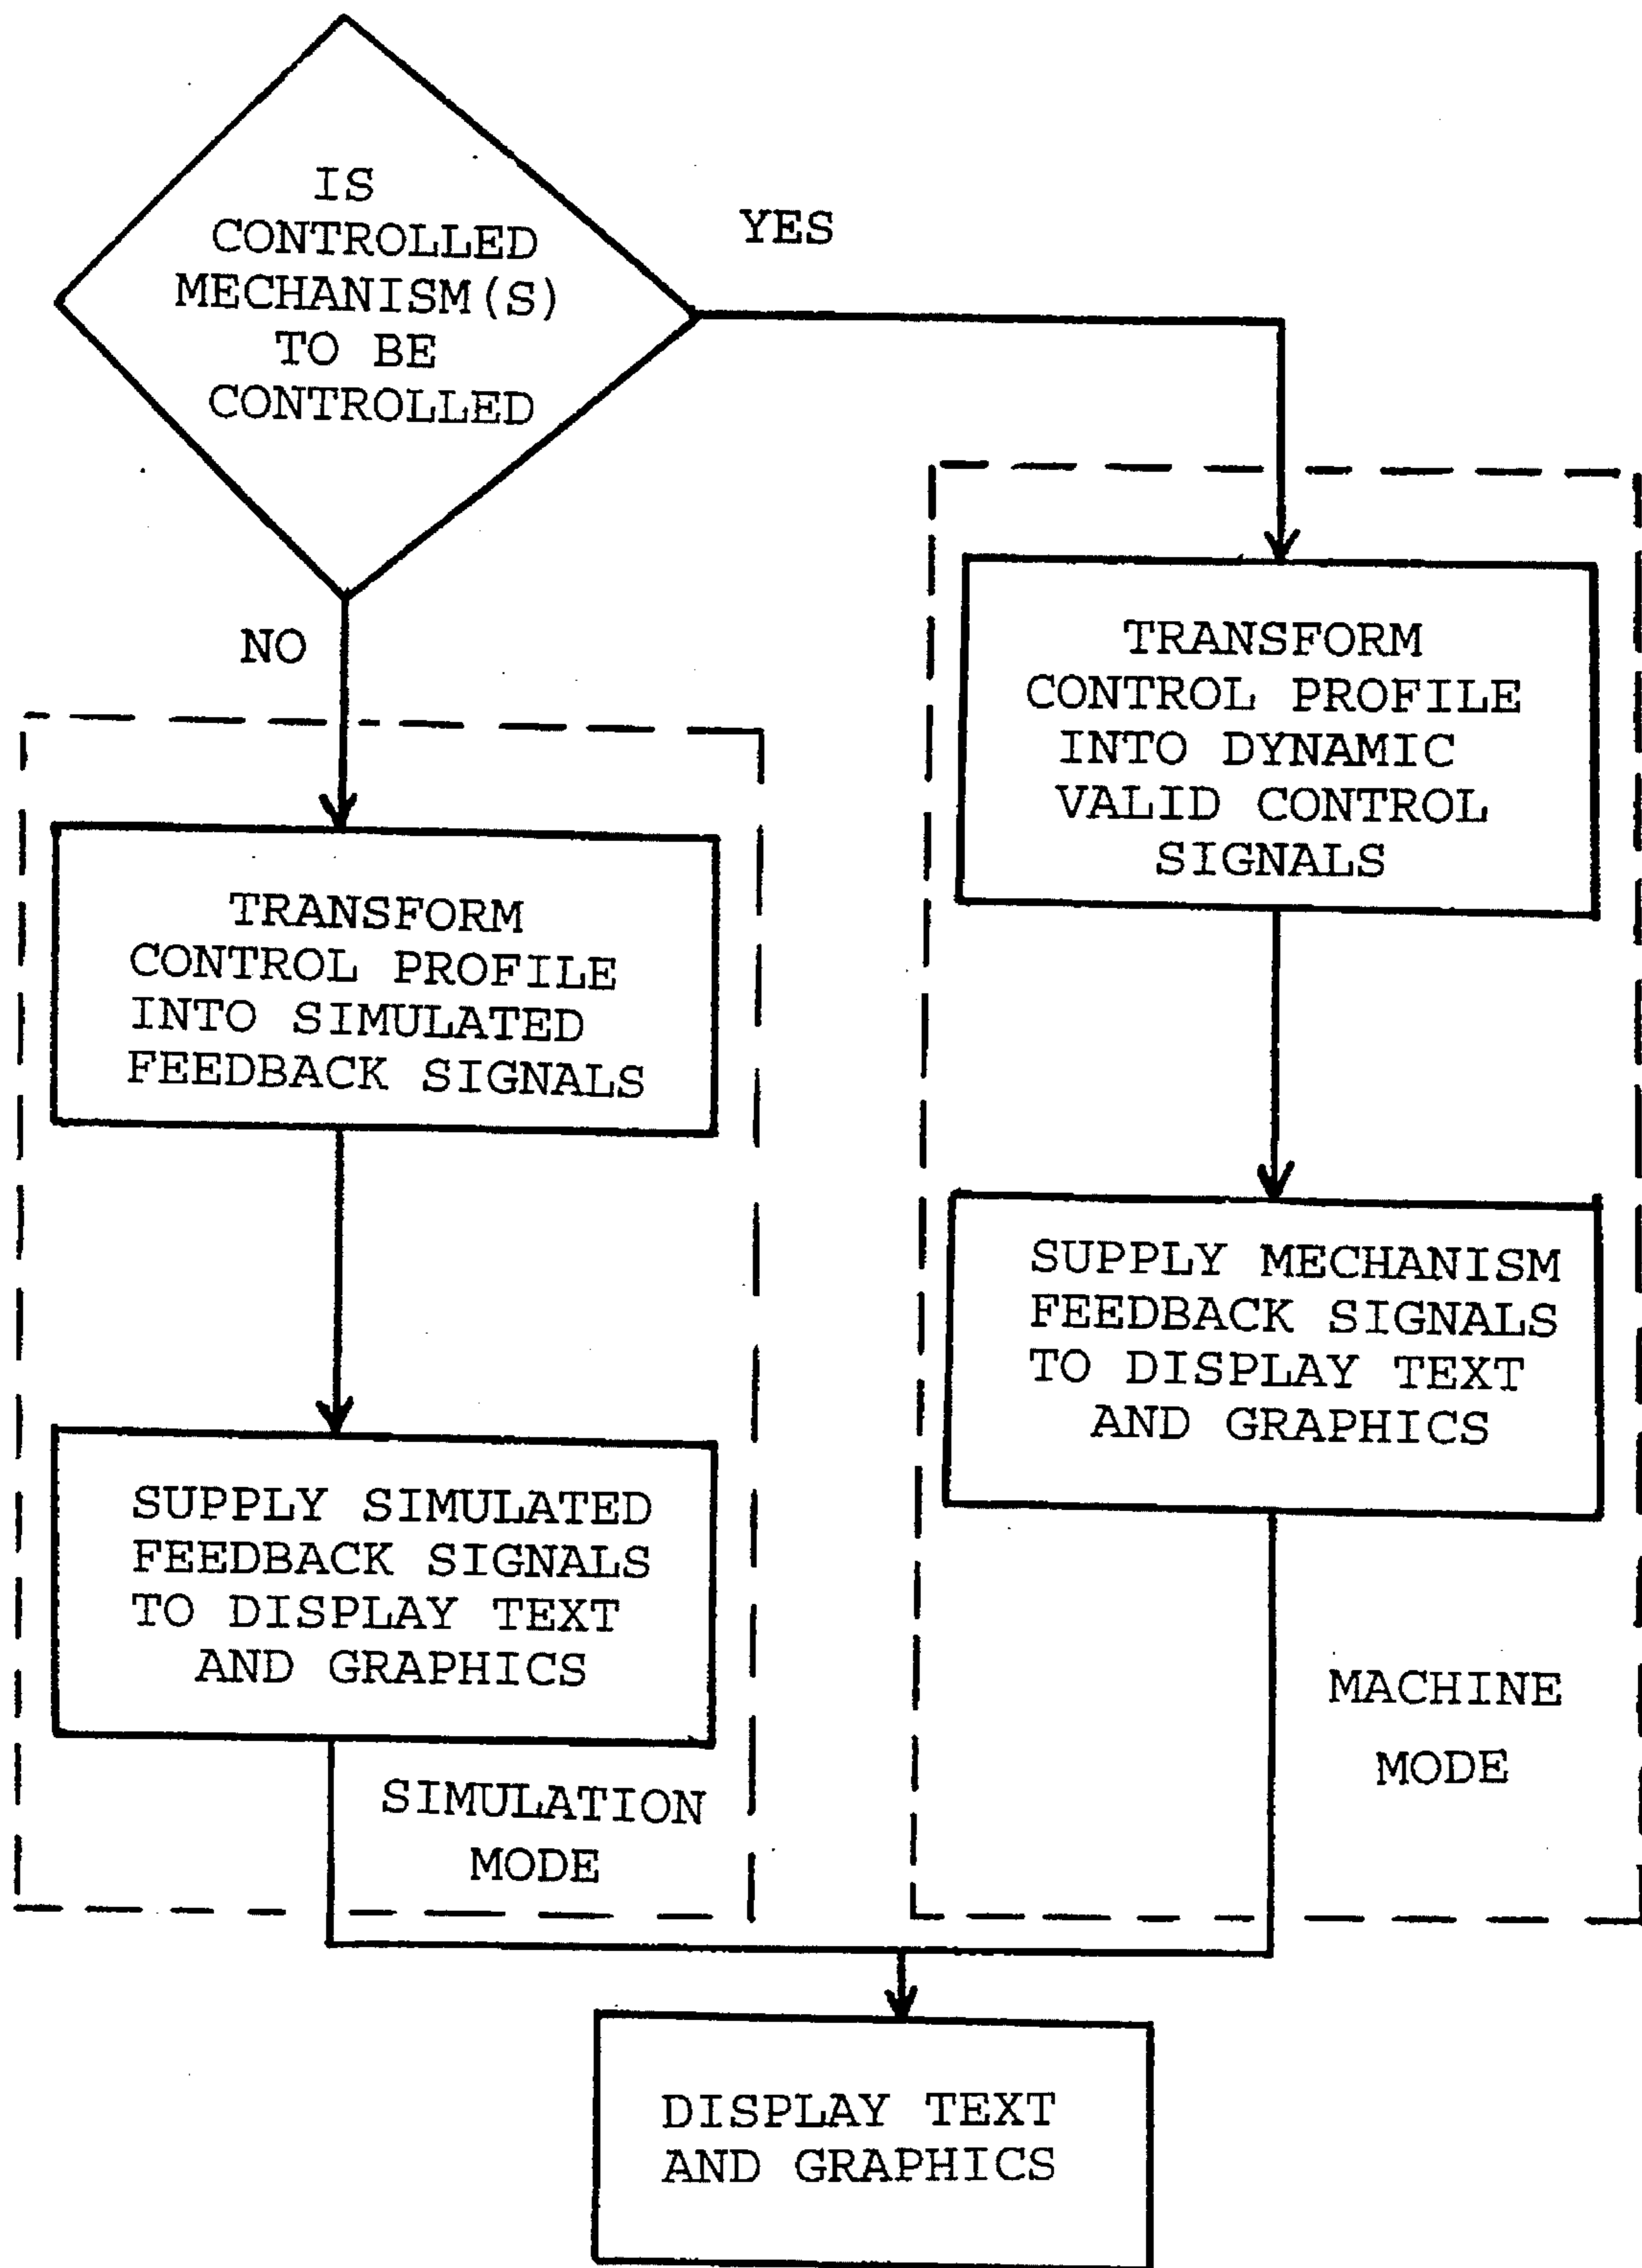 IS
CONTROLLED
MECHANISM(S)
TO BE
CONTROLLED
YES
NO
TRANSFORM
CONTROL PROFILE
INTO DYNAMIC
VALID CONTROL
SIGNALS
SUPPLY MECHANISM
FEEDBACK SIGNALS
TO DISPLAY TEXT
AND GRAPHICS
MACHINE
MODE
TRANSFORM
CONTROL PROFILE
INTO SIMULATED
FEEDBACK SIGNALS
SUPPLY SIMULATED
FEEDBACK SIGNALS
TO DISPLAY TEXT
AND GRAPHICS
SIMULATION
MODE
DISPLAY TEXT
AND GRAPHICS